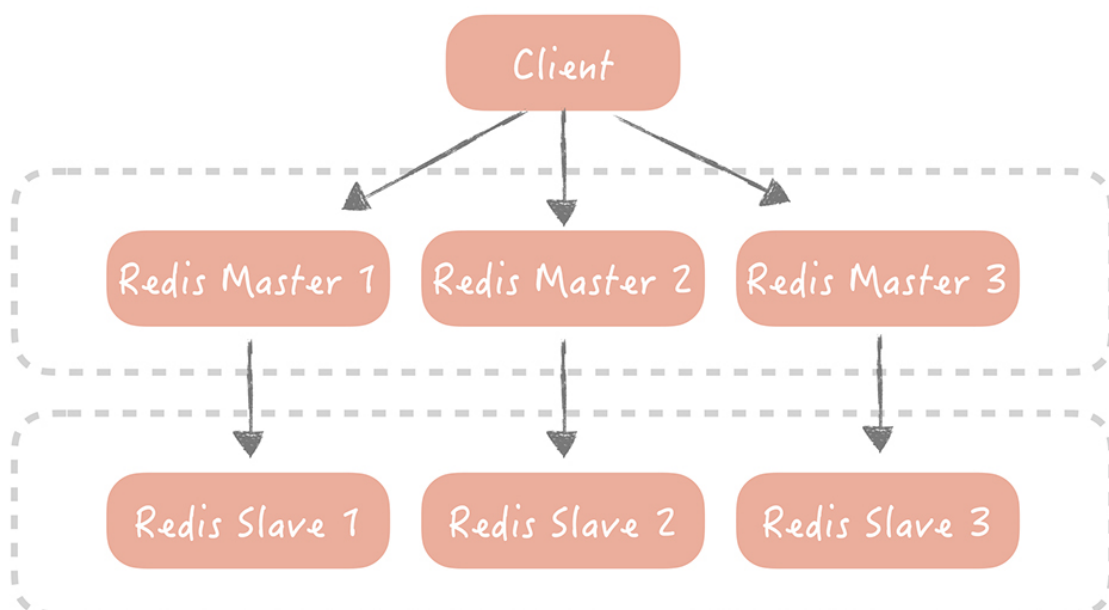 Client
Redis Master 1
Redis Master 2
Redis Master 3
Redis Slave 1
Redis Slave 2
Redis Slave 3